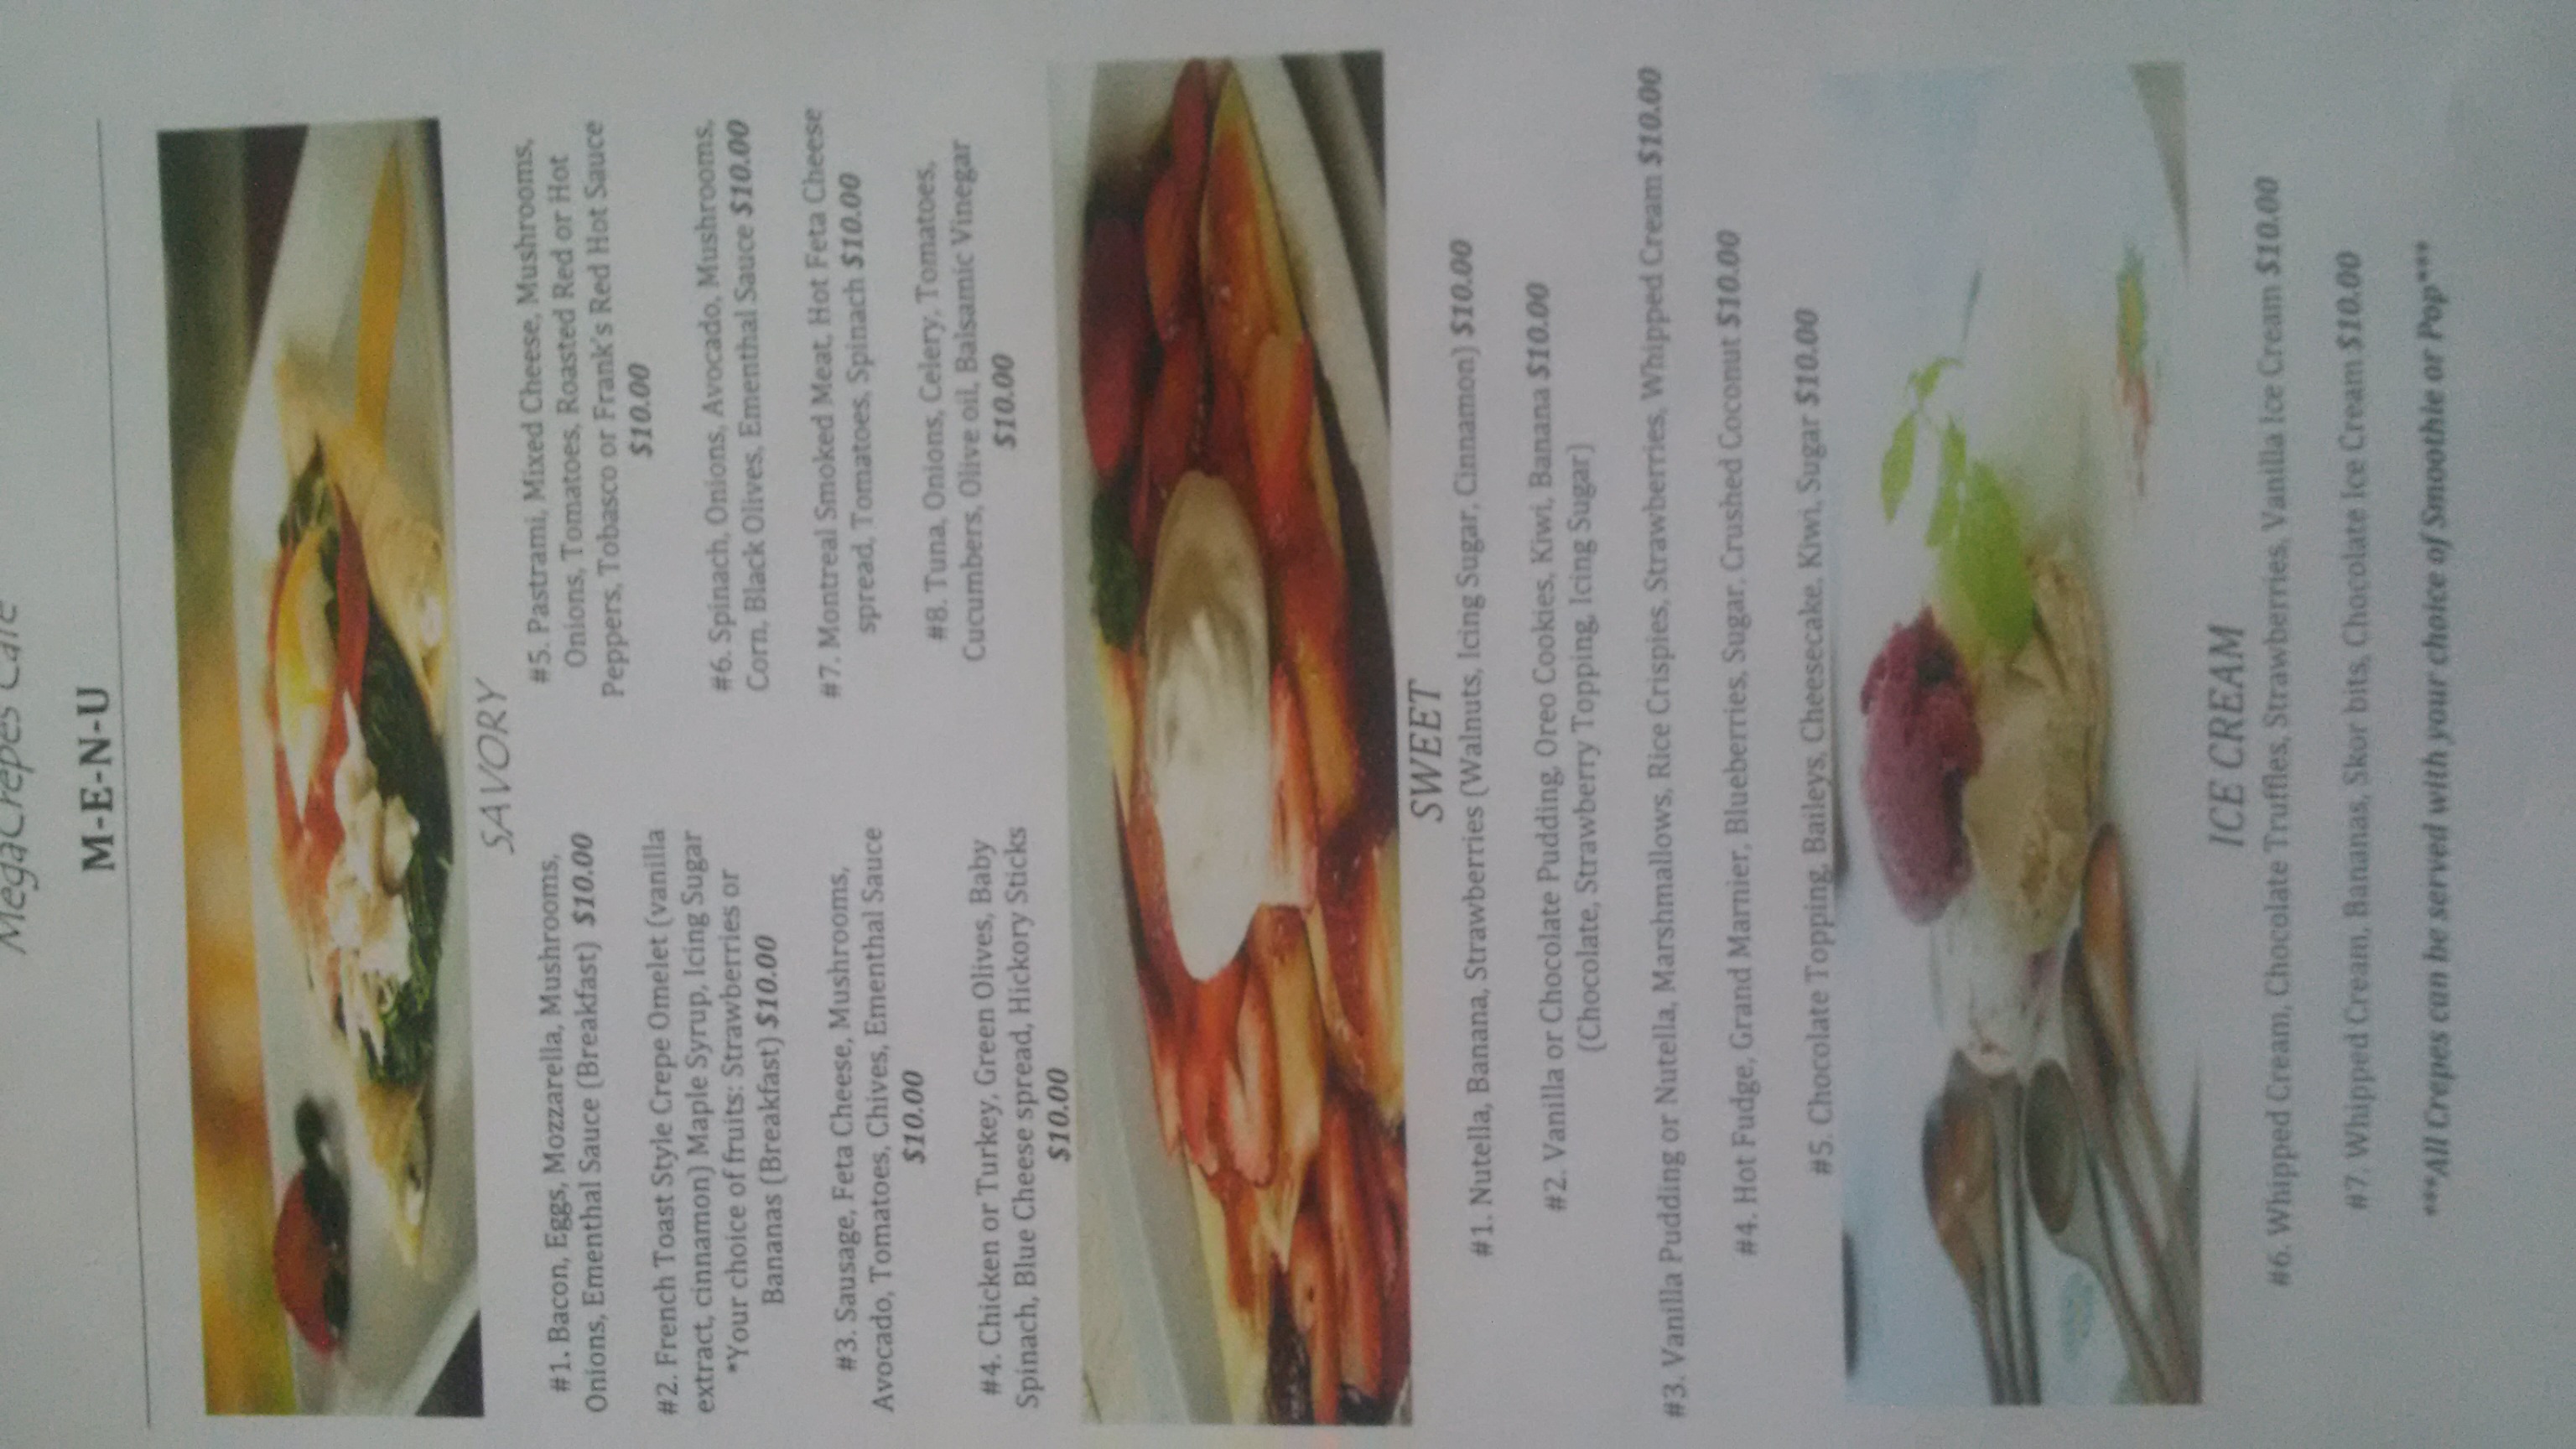 MegaCrepes Cafe
M-E-N-U
SAVORY
#1. Bacon, Eggs, Mozzarella, Mushrooms,
Onions, Ementhal Sauce (Breakfast) $10.00
#2. French Toast Style Crepe Omelet (vanilla
extract, cinnamon) Maple Syrup, Icing Sugar
*Your choice of fruits: Strawberries or
Bananas (Breakfast) $10.00
#3. Sausage, Feta Cheese, Mushrooms,
Avocado, Tomatoes, Chives, Ementhal Sauce
$10.00
#4. Chicken or Turkey, Green Olives, Baby
Spinach, Blue Cheese spread, Hickory Sticks
$10.00
#5. Pastrami, Mixed Cheese, Mushrooms,
Onions, Tomatoes, Roasted Red or Hot
Peppers, Tobasco or Frank's Red Hot Sauce
$10.00
#6. Spinach, Onions, Avocado, Mushrooms,
Corn, Black Olives, Ementhal Sauce $10.00
#7. Montreal Smoked Meat, Hot Feta Cheese
spread, Tomatoes, Spinach $10.00
#8. Tuna, Onions, Celery, Tomatoes,
Cucumbers, Olive oil, Balsamic Vinegar
$10.00
SWEET
#1. Nutella, Banana, Strawberries (Walnuts, Icing Sugar, Cinnamon) $10.00
#2. Vanilla or Chocolate Pudding, Oreo Cookies, Kiwi, Banana $10.00
(Chocolate, Strawberry Topping, Icing Sugar)
#3. Vanilla Pudding or Nutella, Marshmallows, Rice Crispies, Strawberries, Whipped Cream $10.00
#4. Hot Fudge, Grand Marnier, Blueberries, Sugar, Crushed Coconut $10.00
#5. Chocolate Topping, Baileys, Cheesecake, Kiwi, Sugar $10.00
ICE CREAM
#6. Whipped Cream, Chocolate Truffles, Strawberries, Vanilla Ice Cream $10.00
#7. Whipped Cream, Bananas, Skor bits, Chocolate Ice Cream $10.00
***All Crepes can be served with your choice of Smoothie or Pop***